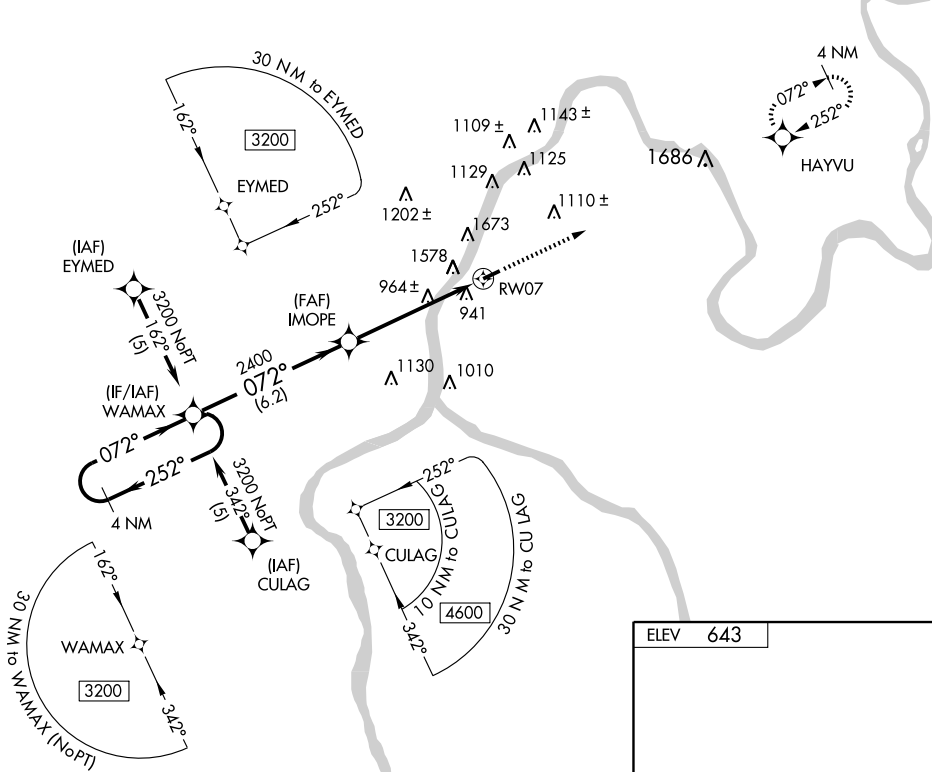 30 NM to EYMED
162°
3200
EYMED
252°
4 NM
072°
252°
HAYVU
1109 ±
1143 ±
1129
1125
1686
1202 ±
1110 ±
1673
1578
RW07
964 ±
941
(IAF)
EYMED
3200 NoPT
162°
(5)
(FAF)
IMOPE
2400
072°
(6.2)
1130
1010
(IF/IAF)
WAMAX
072°
252°
4 NM
3200 NoPT
342°
(5)
(IAF)
CULAG
252°
3200
CULAG
10 NM to CULAG
4600
30 NM to CULAG
342°
162°
WAMAX
3200
342°
30 NM to WAMAX (NoPT)
ELEV 643